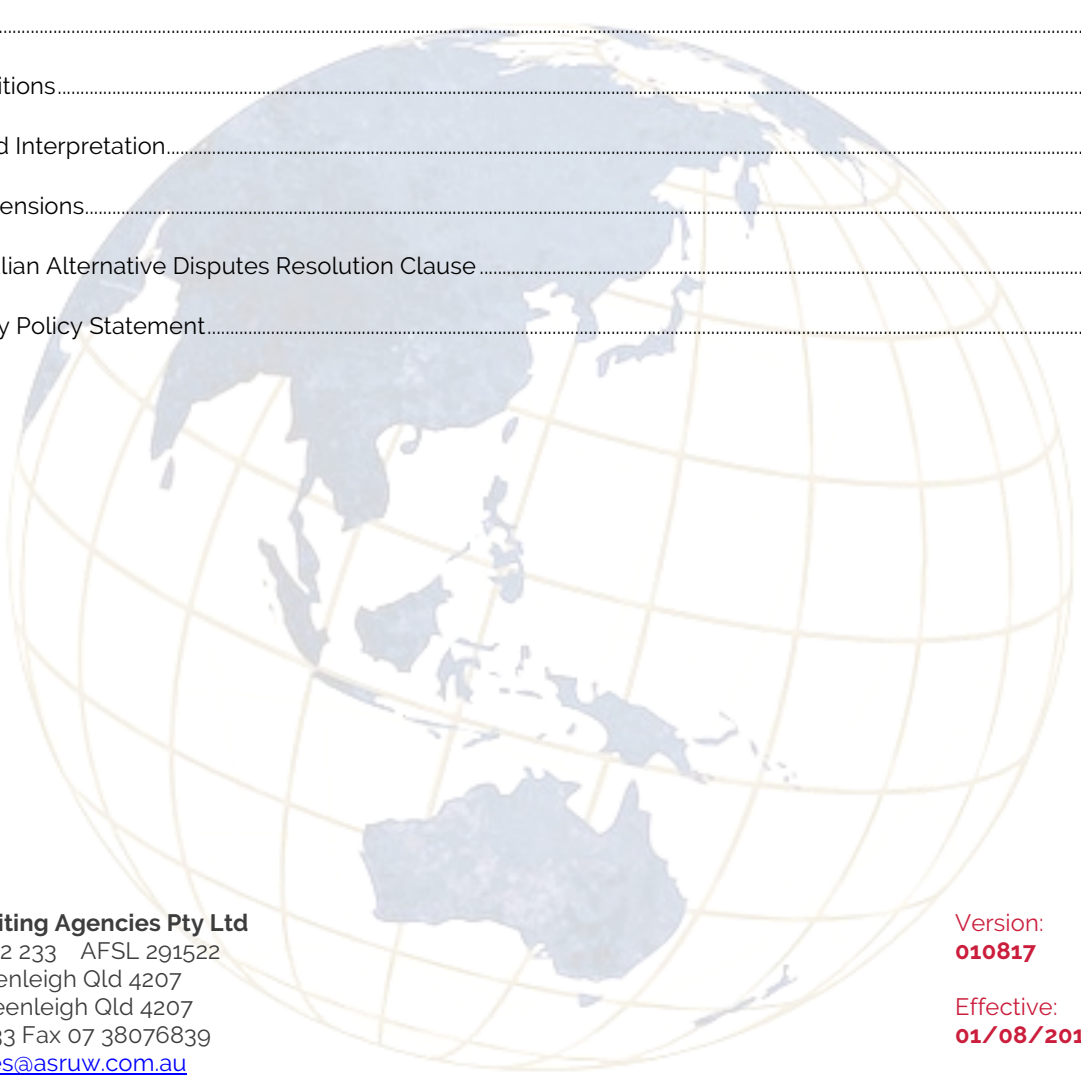 itions
d Interpretation
ensions
lian Alternative Disputes Resolution Clause
y Policy Statement
iting Agencies Pty Ltd
2 233 AFSL 291522
enleigh Qld 4207
eenleigh Qld 4207
33 Fax 07 38076839
es@asruw.com.au
Version:
010817
Effective:
01/08/201